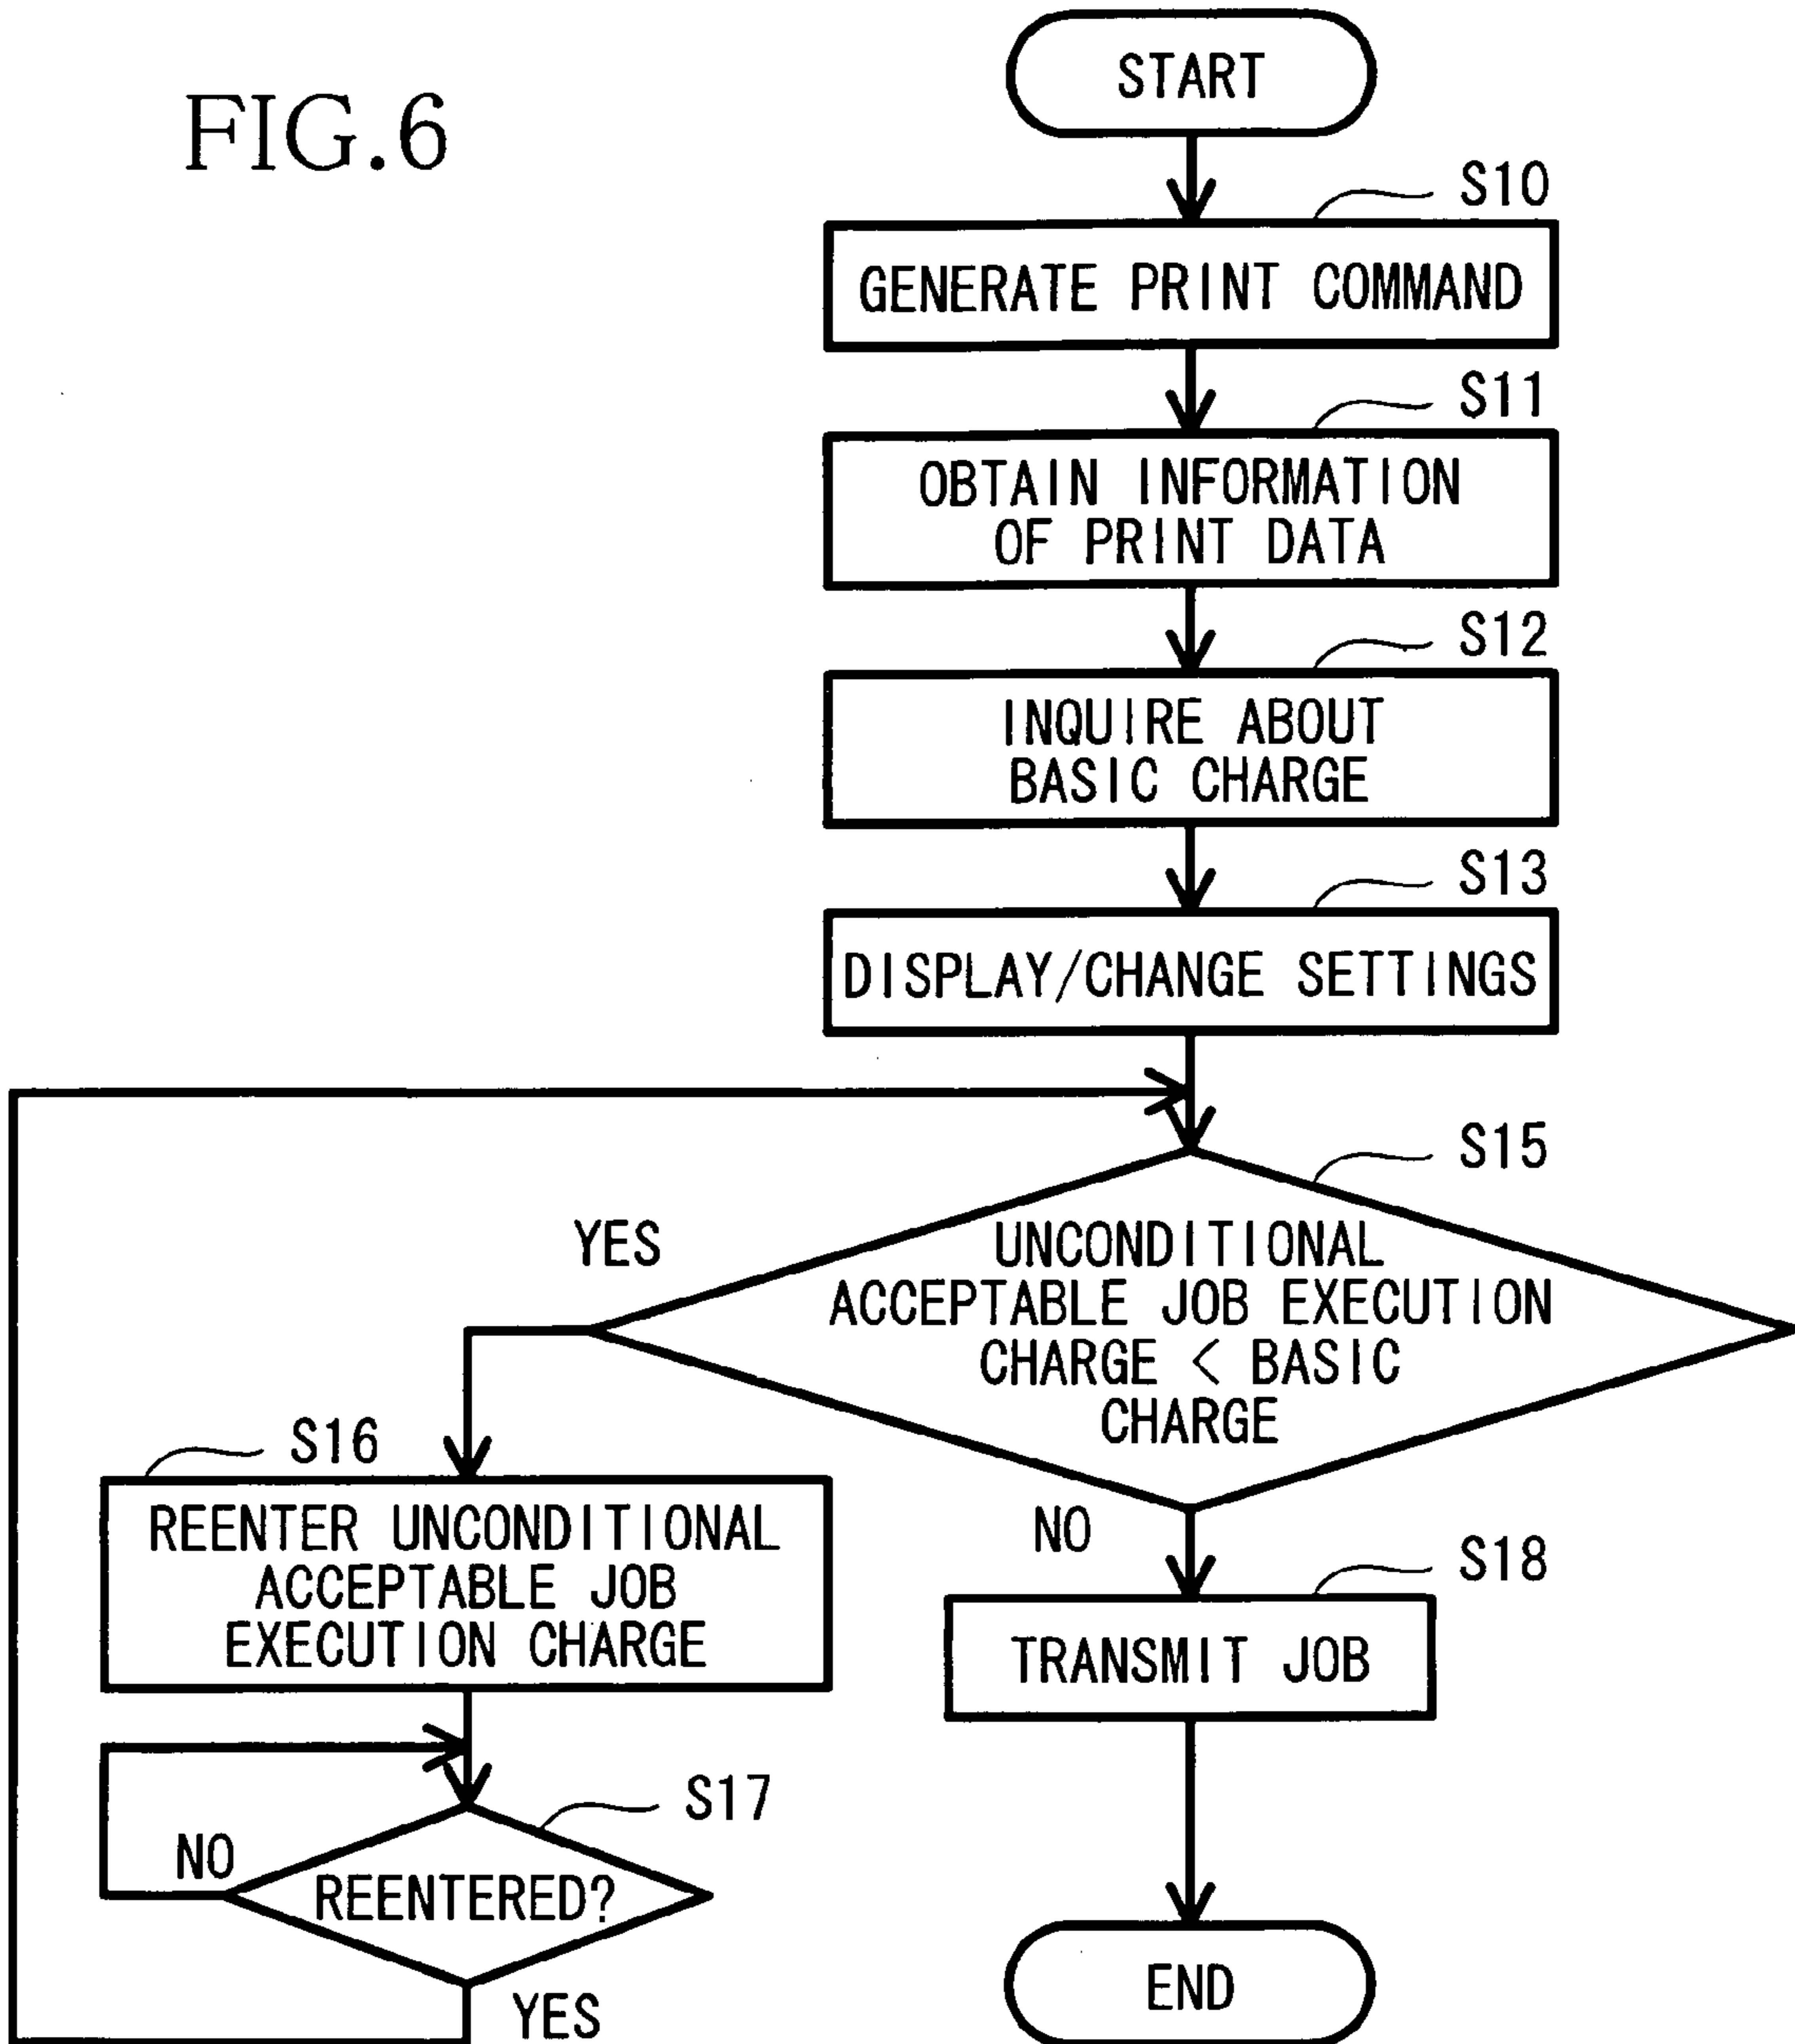 FIG.6
START
S10
GENERATE PRINT COMMAND
S11
OBTAIN INFORMATION
OF PRINT DATA
S12
INQUIRE ABOUT
BASIC CHARGE
S13
DISPLAY/CHANGE SETTINGS
S15
YES
UNCONDITIONAL
ACCEPTABLE JOB EXECUTION
CHARGE < BASIC
CHARGE
S16
REENTER UNCONDITIONAL
ACCEPTABLE JOB
EXECUTION CHARGE
NO
S18
TRANSMIT JOB
S17
NO
REENTERED?
YES
END